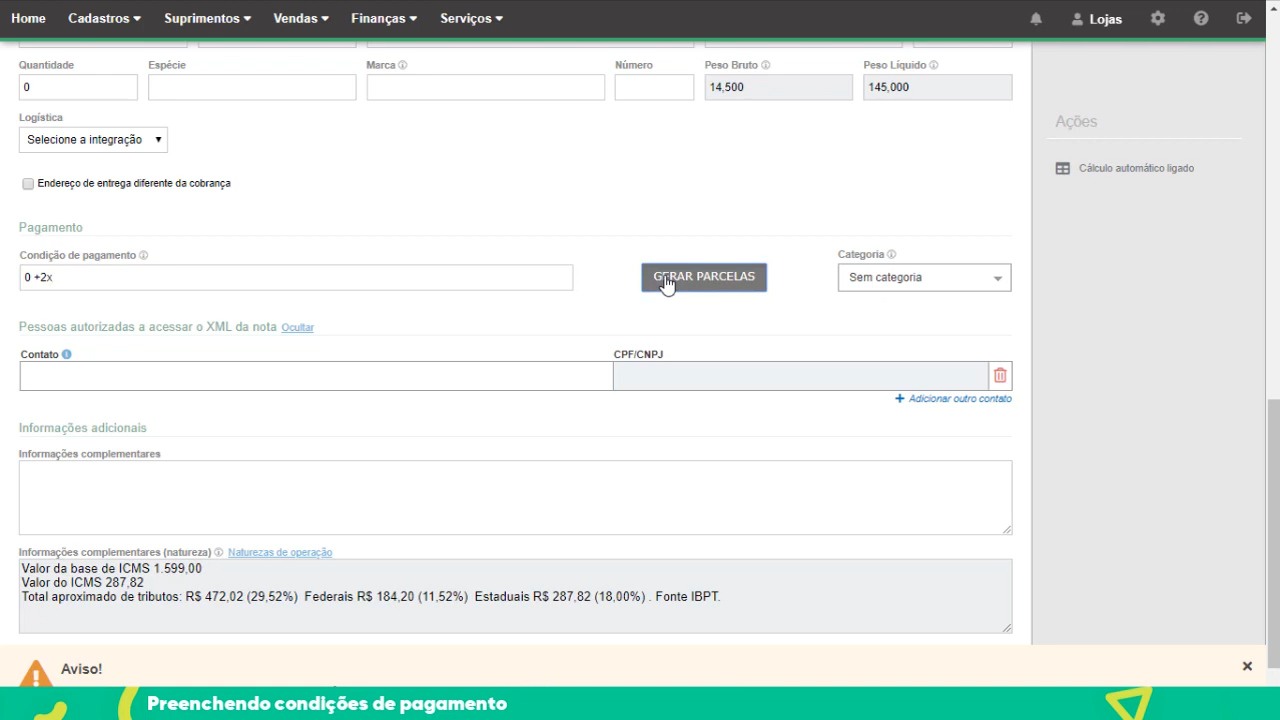 Home Cadastros Suprimentos Vendas Finanças Serviços Lojas
Quantidade Espécie Marca Número Peso Bruto Peso Líquido
0 14,500 145,000
Logística
Selecione a integração
Endereço de entrega diferente da cobrança
Ações
Cálculo automático ligado
Pagamento
Condição de pagamento Categoria
0 +2x GERAR PARCELAS Sem categoria
Pessoas autorizadas a acessar o XML da nota Ocultar
Contato CPF/CNPJ
+ Adicionar outro contato
Informações adicionais
Informações complementares
Informações complementares (natureza) Naturezas de operação
Valor da base de ICMS 1.599,00
Valor do ICMS 287,82
Total aproximado de tributos: R$ 472,02 (29,52%) Federais R$ 184,20 (11,52%) Estaduais R$ 287,82 (18,00%) . Fonte IBPT.
Aviso!
Preenchendo condições de pagamento